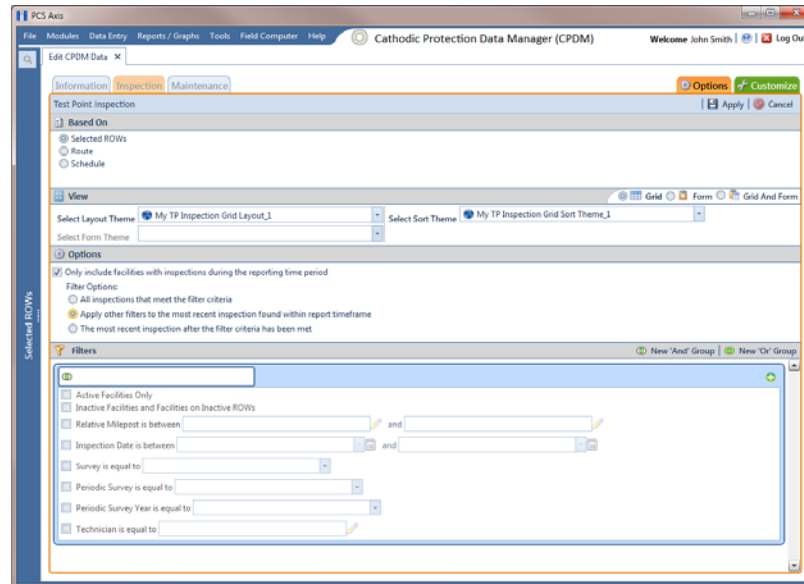 PCS Axis
File Modules Data Entry Reports / Graphs Tools Field Computer Help Cathodic Protection Data Manager (CPDM) Welcome John Smith Log Ou
Edit CPDM Data
Information Inspection Maintenance Options Customize
Test Point Inspection Apply Cancel
Based On
Selected ROWs
Route
Schedule
View Grid Form Grid And Form
Select Layout Theme My TP Inspection Grid Layout_1 Select Sort Theme My TP Inspection Grid Sort Theme_1
Select Form Theme
Options
Only include facilities with inspections during the reporting time period
Filter Options:
All inspections that meet the filter criteria
Apply other filters to the most recent inspection found within report timeframe
The most recent inspection after the filter criteria has been met
Selected ROWs
Filters New 'And' Group New 'Or' Group
Active Facilities Only
Inactive Facilities and Facilities on Inactive ROWs
Relative Milepost is between and
Inspection Date is between and
Survey is equal to
Periodic Survey is equal to
Periodic Survey Year is equal to
Technician is equal to